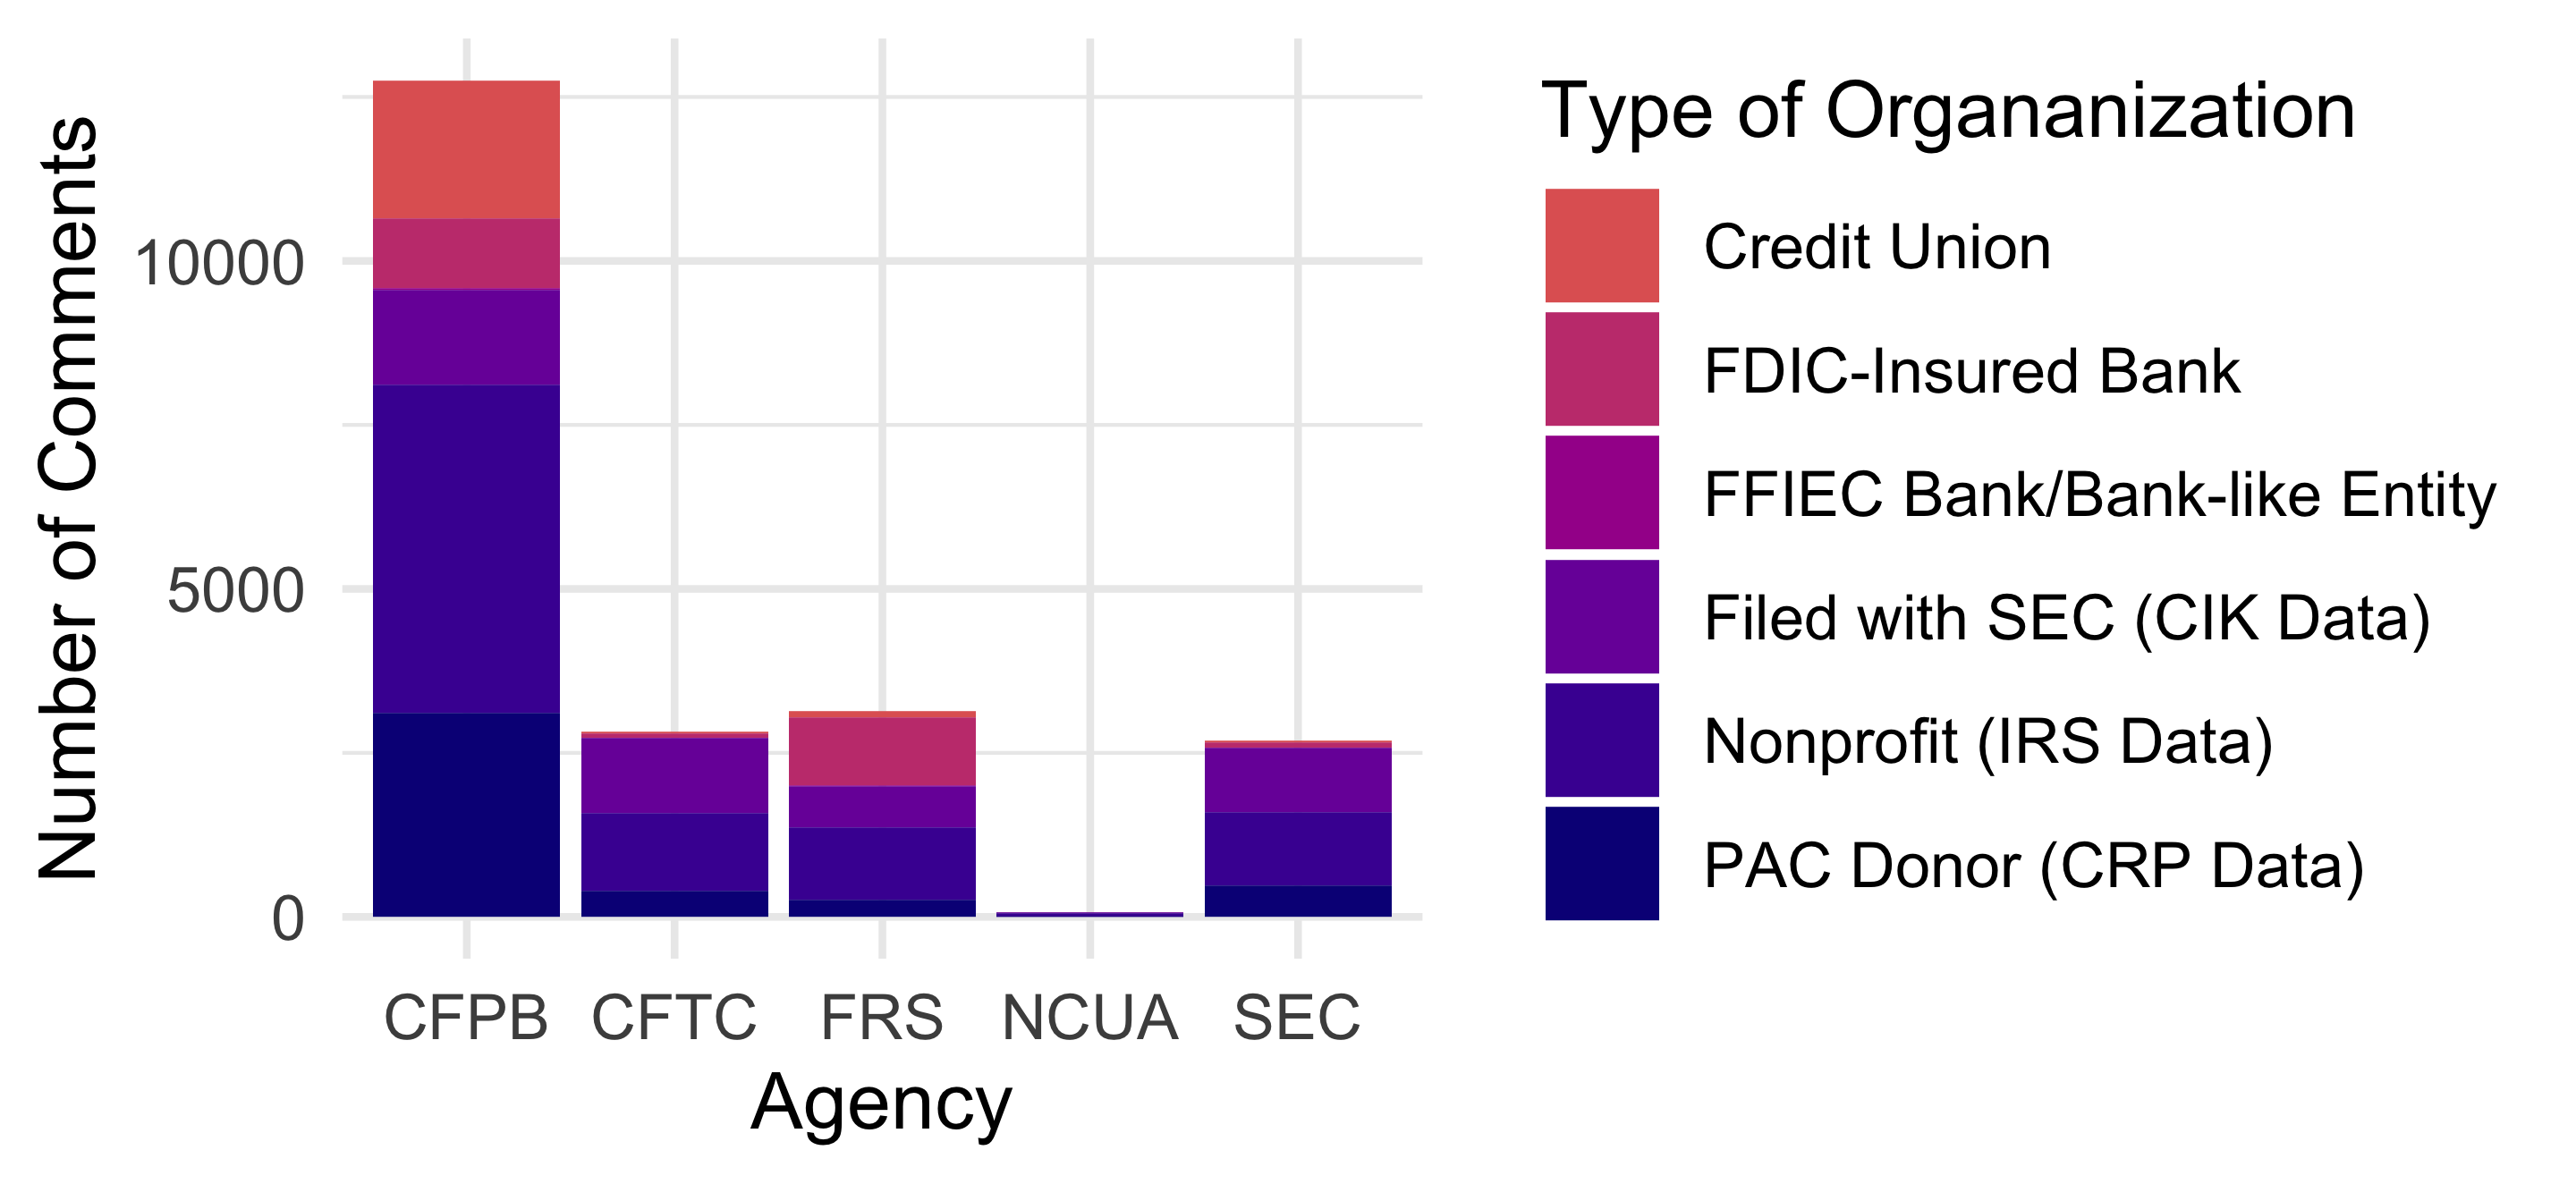 Number of Comments
10000
5000
0
CFPB CFTC FRS NCUA SEC
Agency
Type of Organanization
Credit Union
FDIC-Insured Bank
FFIEC Bank/Bank-like Entity
Filed with SEC (CIK Data)
Nonprofit (IRS Data)
PAC Donor (CRP Data)